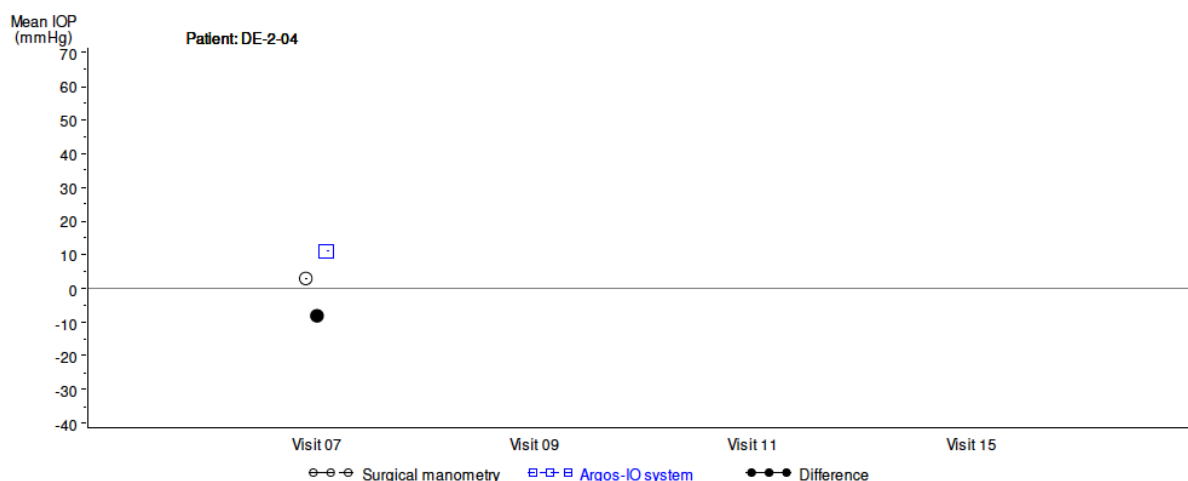 Mean IOP
(mmHg)
Patient: DE-2-04
70
60
50
40
30
20
10
0
-10
-20
-30
-40
Visit 07 Visit 09 Visit 11 Visit 15
Surgical manometry Argos-IO system Difference